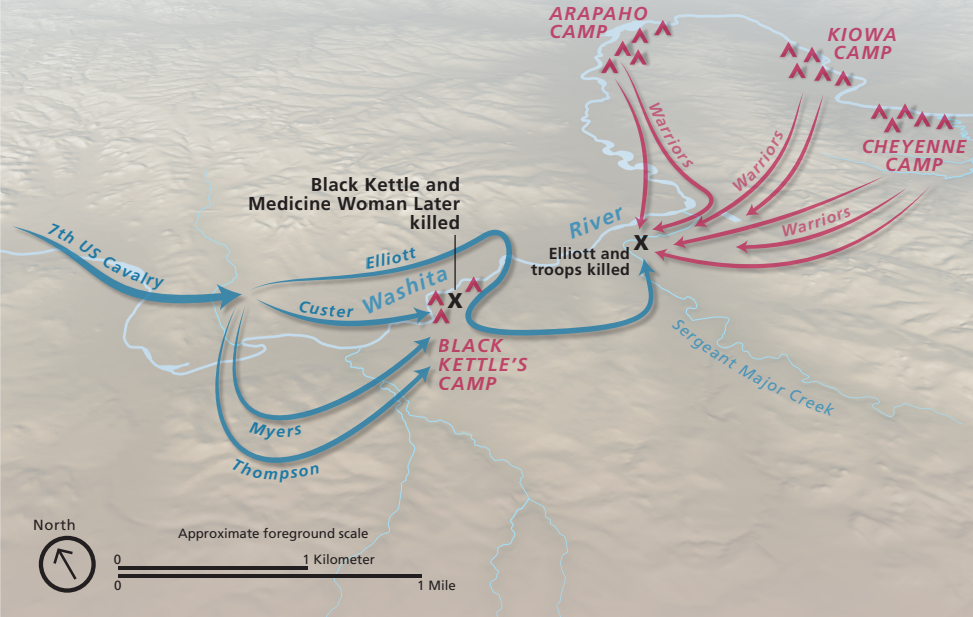 ARAPAHO
CAMP
KIOWA
CAMP
CHEYENNE
CAMP
Warriors
Warriors
Warriors
Black Kettle and
Medicine Woman Later
killed
River
Elliott and
troops killed
X
7th US Cavalry
Elliott
Washita
Custer
X
BLACK
KETTLE'S
CAMP
Sergeant Major Creek
Myers
Thompson
North
Approximate foreground scale
0
1 Kilometer
0
1 Mile